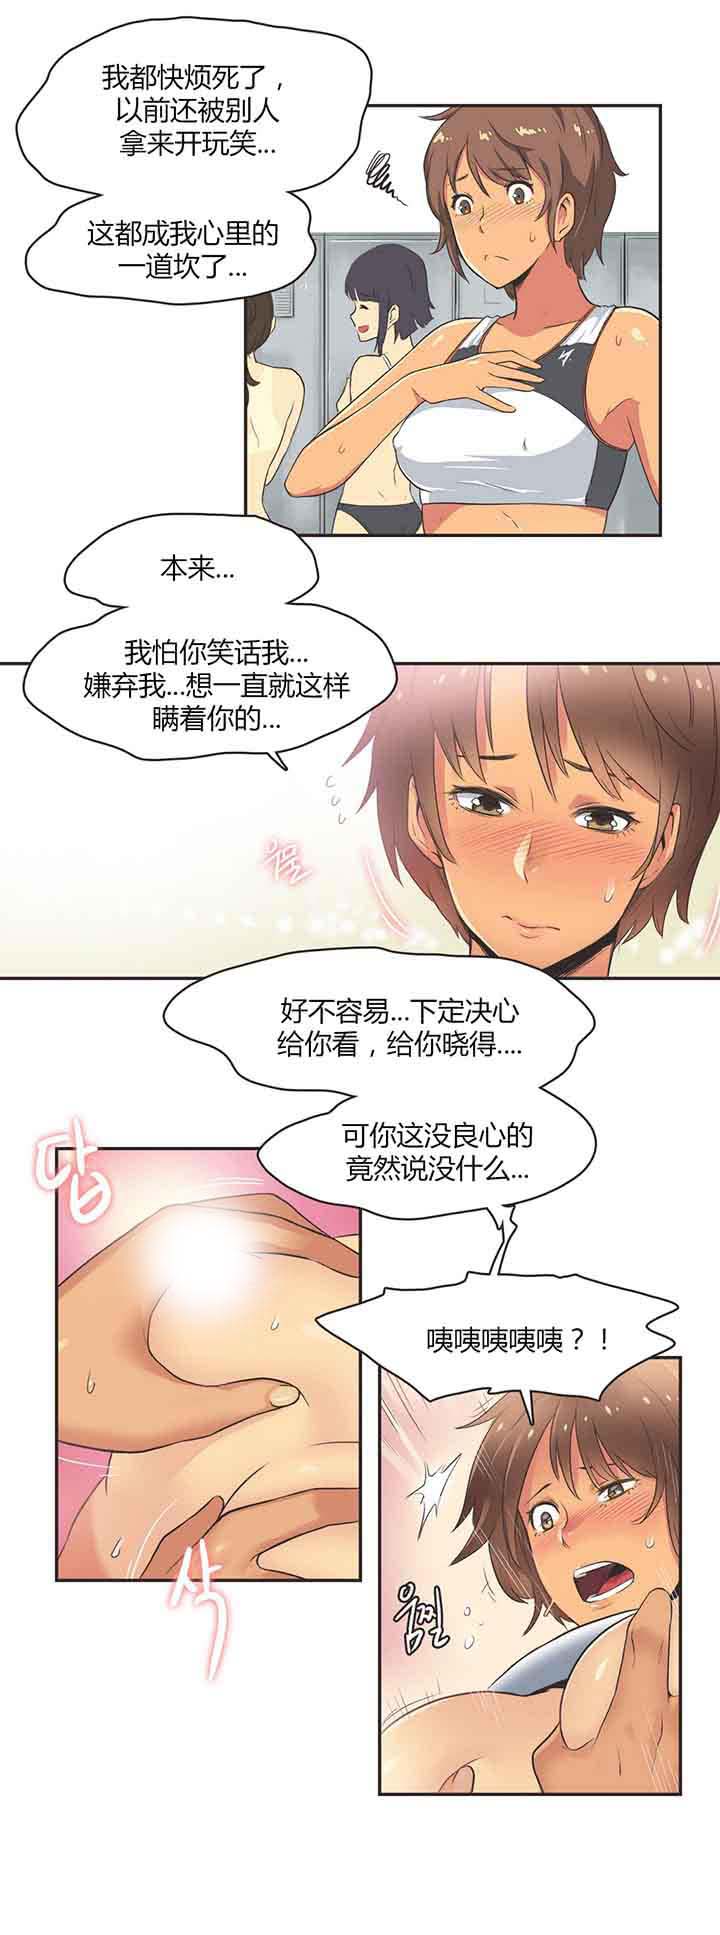 我都快烦死了，
以前还被别人
拿来开玩笑...
这都成我心里的
一道坎了...
本来...
我怕你笑话我...
嫌弃我...想一直就这样
瞒着你的...
好不容易...下定决心
给你看，给你晓得....
可你这没良心的
竟然说没什么...
답
咦咦咦咦咦？！
삭
움찔